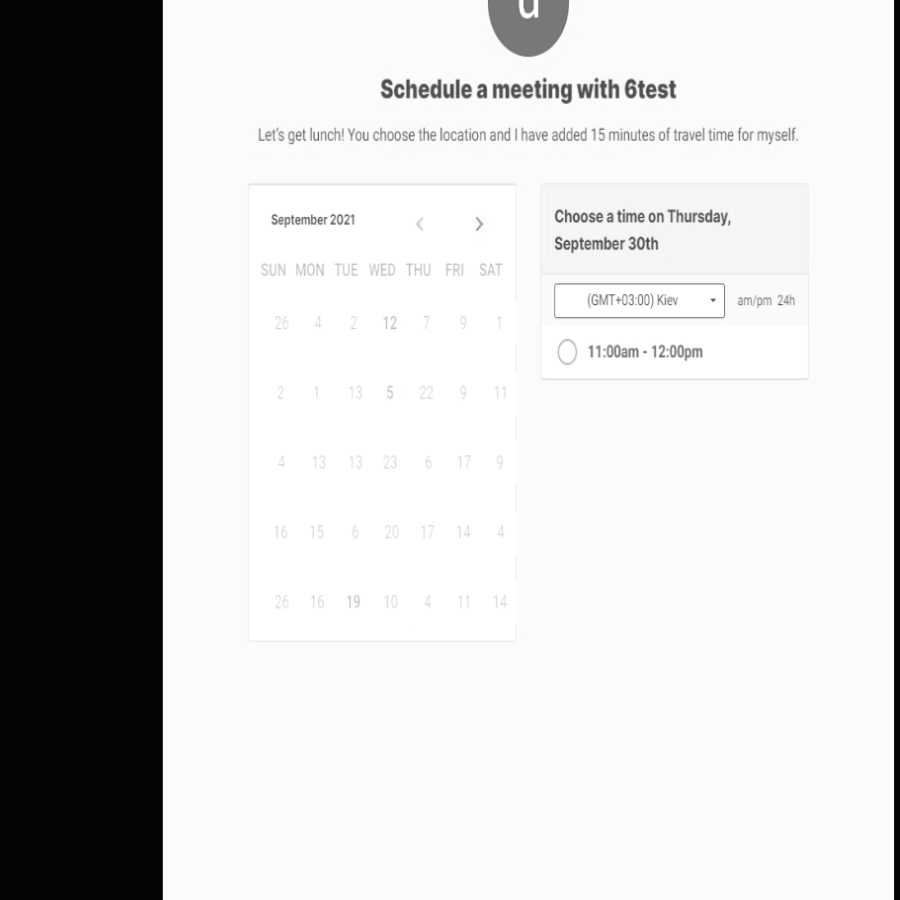 d
Schedule a meeting with 6test
Let's get lunch! You choose the location and I have added 15 minutes of travel time for myself.
September 2021
SUN MON TUE WED THU FRI SAT
26 4 2 12 7 9 1
2 1 13 5 22 9 11
4 13 13 23 6 17 9
16 15 6 20 17 14 4
26 16 19 10 4 11 14
Choose a time on Thursday,
September 30th
(GMT+03:00) Kiev am/pm 24h
11:00am - 12:00pm